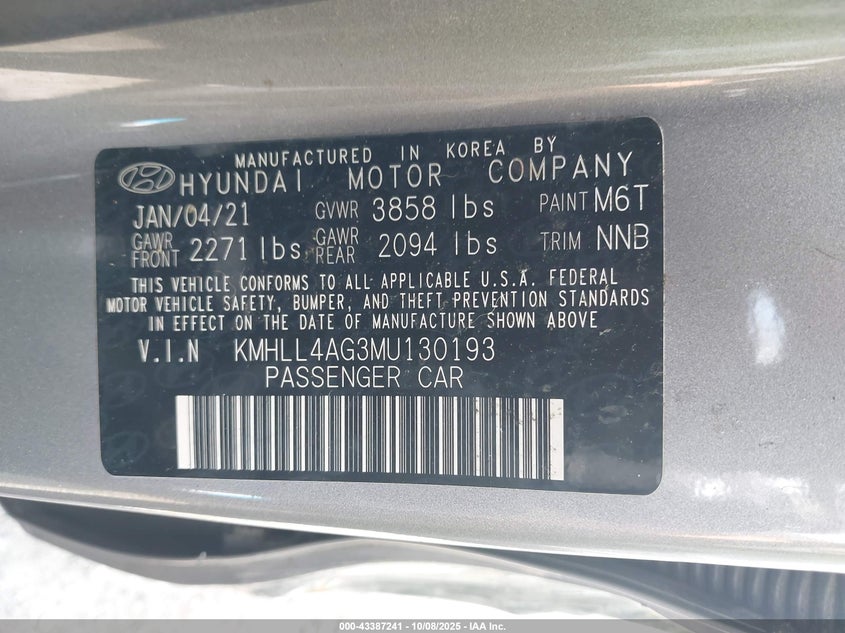 MANUFACTURED IN KOREA BY
HYUNDAI MOTOR COMPANY
JAN/04/21 GVWR 3858 lbs PAINT M6T
GAWR FRONT 2271 lbs GAWR REAR 2094 lbs TRIM NNB
THIS VEHICLE CONFORMS TO ALL APPLICABLE U.S.A. FEDERAL
MOTOR VEHICLE SAFETY, BUMPER, AND THEFT PREVENTION STANDARDS
IN EFFECT ON THE DATE OF MANUFACTURE SHOWN ABOVE
V.I.N KMHLL4AG3MU130193
PASSENGER CAR
000-43387241 - 10/08/2025 - IAA Inc.